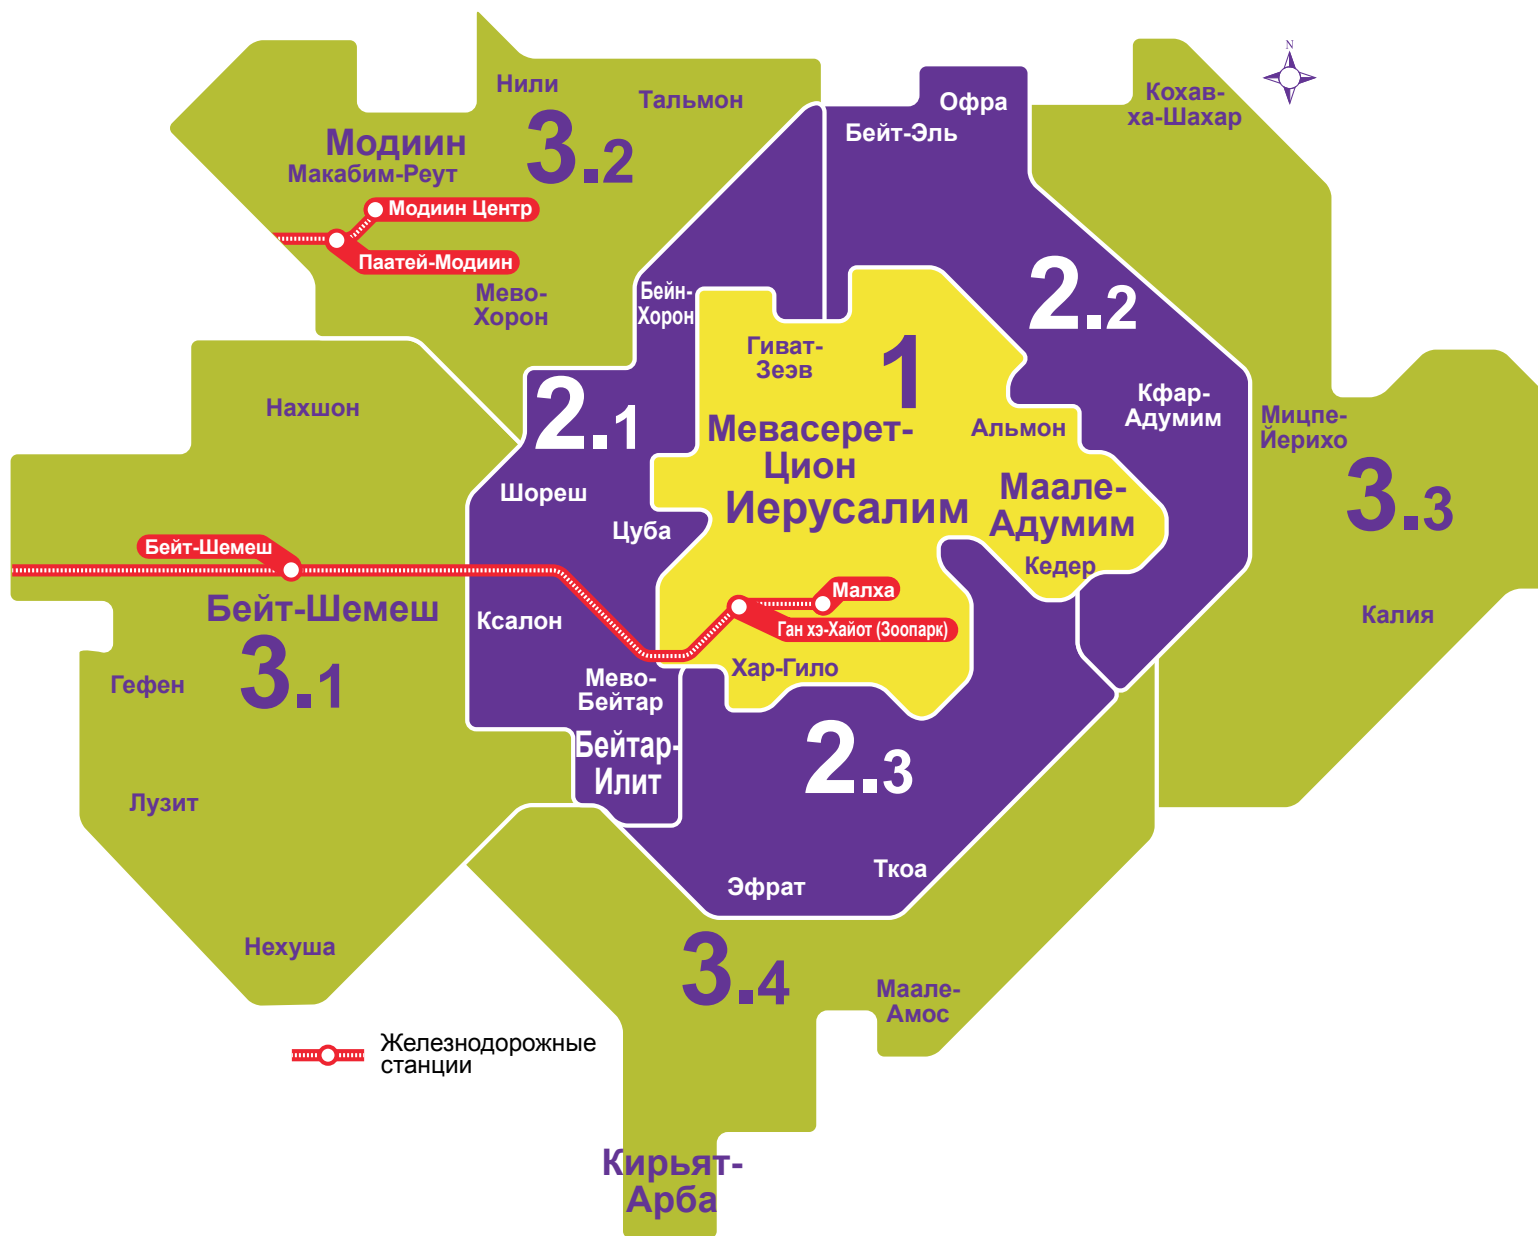 N
Нили
Тальмон
3.2
Модиин
Макабим-Реут
Модиин Центр
Паатей-Модиин
Мево-
Хорон
Офра
Бейт-Эль
Кохав-
ха-Шахар
Бейн-
Хорон
2.2
Гиват-
Зеэв
1
Нахшон
2.1
Мевасерет-
Цион
Иерусалим
Альмон
Кфар-
Адумим
Мицпе-
Йерихо
3.3
Шореш
Цуба
Маале-
Адумим
Кедер
Бейт-Шемеш
Бейт-Шемеш
3.1
Ксалон
Малха
Ган хэ-Хайот (Зоопарк)
Калия
Гефен
Мево-
Бейтар
Хар-Гило
Бейтар-
Илит
2.3
Лузит
Эфрат
Ткоа
Нехуша
3.4
Маале-
Амос
Железнодорожные
станции
Кирьят-
Арба